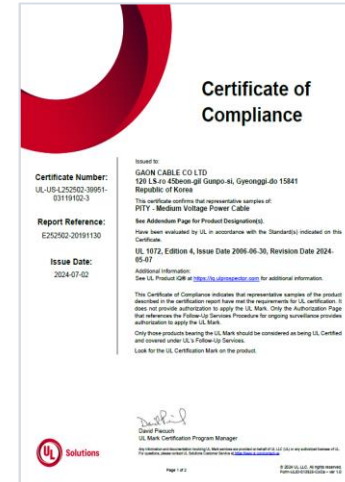 Certificate of
Compliance
Certificate Number:
UL-US-L252502-39951-
03119102-3
Report Reference:
E252502-20191130
Issue Date:
2024-07-02
Issued to:
GAON CABLE CO LTD
120 LS-ro 45beon-gil Gunpo-si, Gyeonggi-do 15841
Republic of Korea
This certificate confirms that representative samples of:
PITY - Medium Voltage Power Cable
See Addendum Page for Product Designation(s).
Have been evaluated by UL in accordance with the Standard(s) indicated on this
Certificate.
UL 1072, Edition 4, Issue Date 2006-06-30, Revision Date 2024-
05-07
Additional Information:
See UL Product iQ® at https://iq.ulprospector.com for additional information.
This Certificate of Compliance indicates that representative samples of the product
described in the certification report have met the requirements for UL certification. It
does not provide authorization to apply the UL Mark. Only the Authorization Page
that references the Follow-Up Services Procedure for ongoing surveillance provides
authorization to apply the UL Mark.
Only those products bearing the UL Mark should be considered as being UL Certified
and covered under UL's Follow-Up Services.
Look for the UL Certification Mark on the product.
David Piecuch
UL Mark Certification Program Manager
UL Solutions
Page 1 of 2
© 2024 UL LLC. All rights reserved.